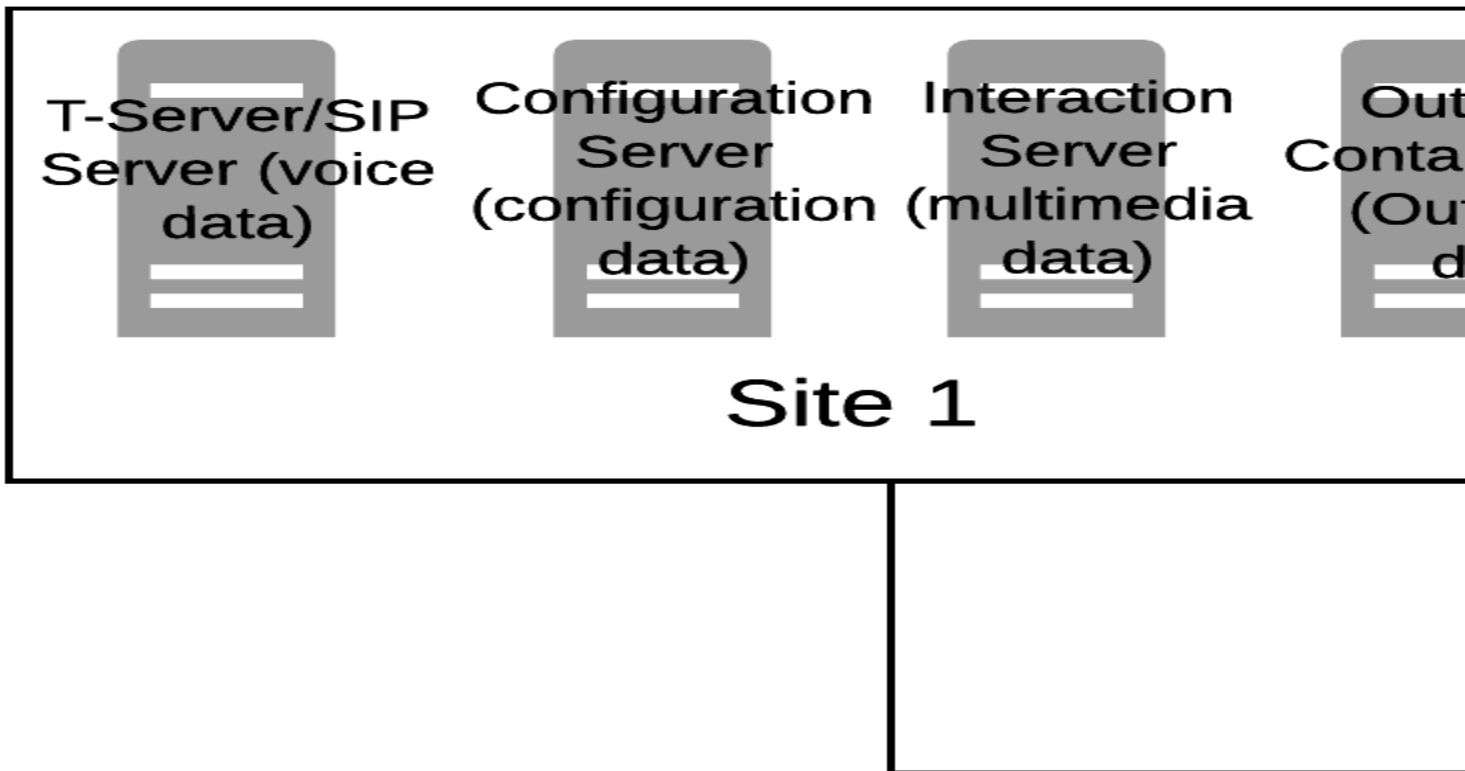 T-Server/SIP
Server (voice
data)
Configuration
Server
(configuration
data)
Interaction
Server
(multimedia
data)
Site 1